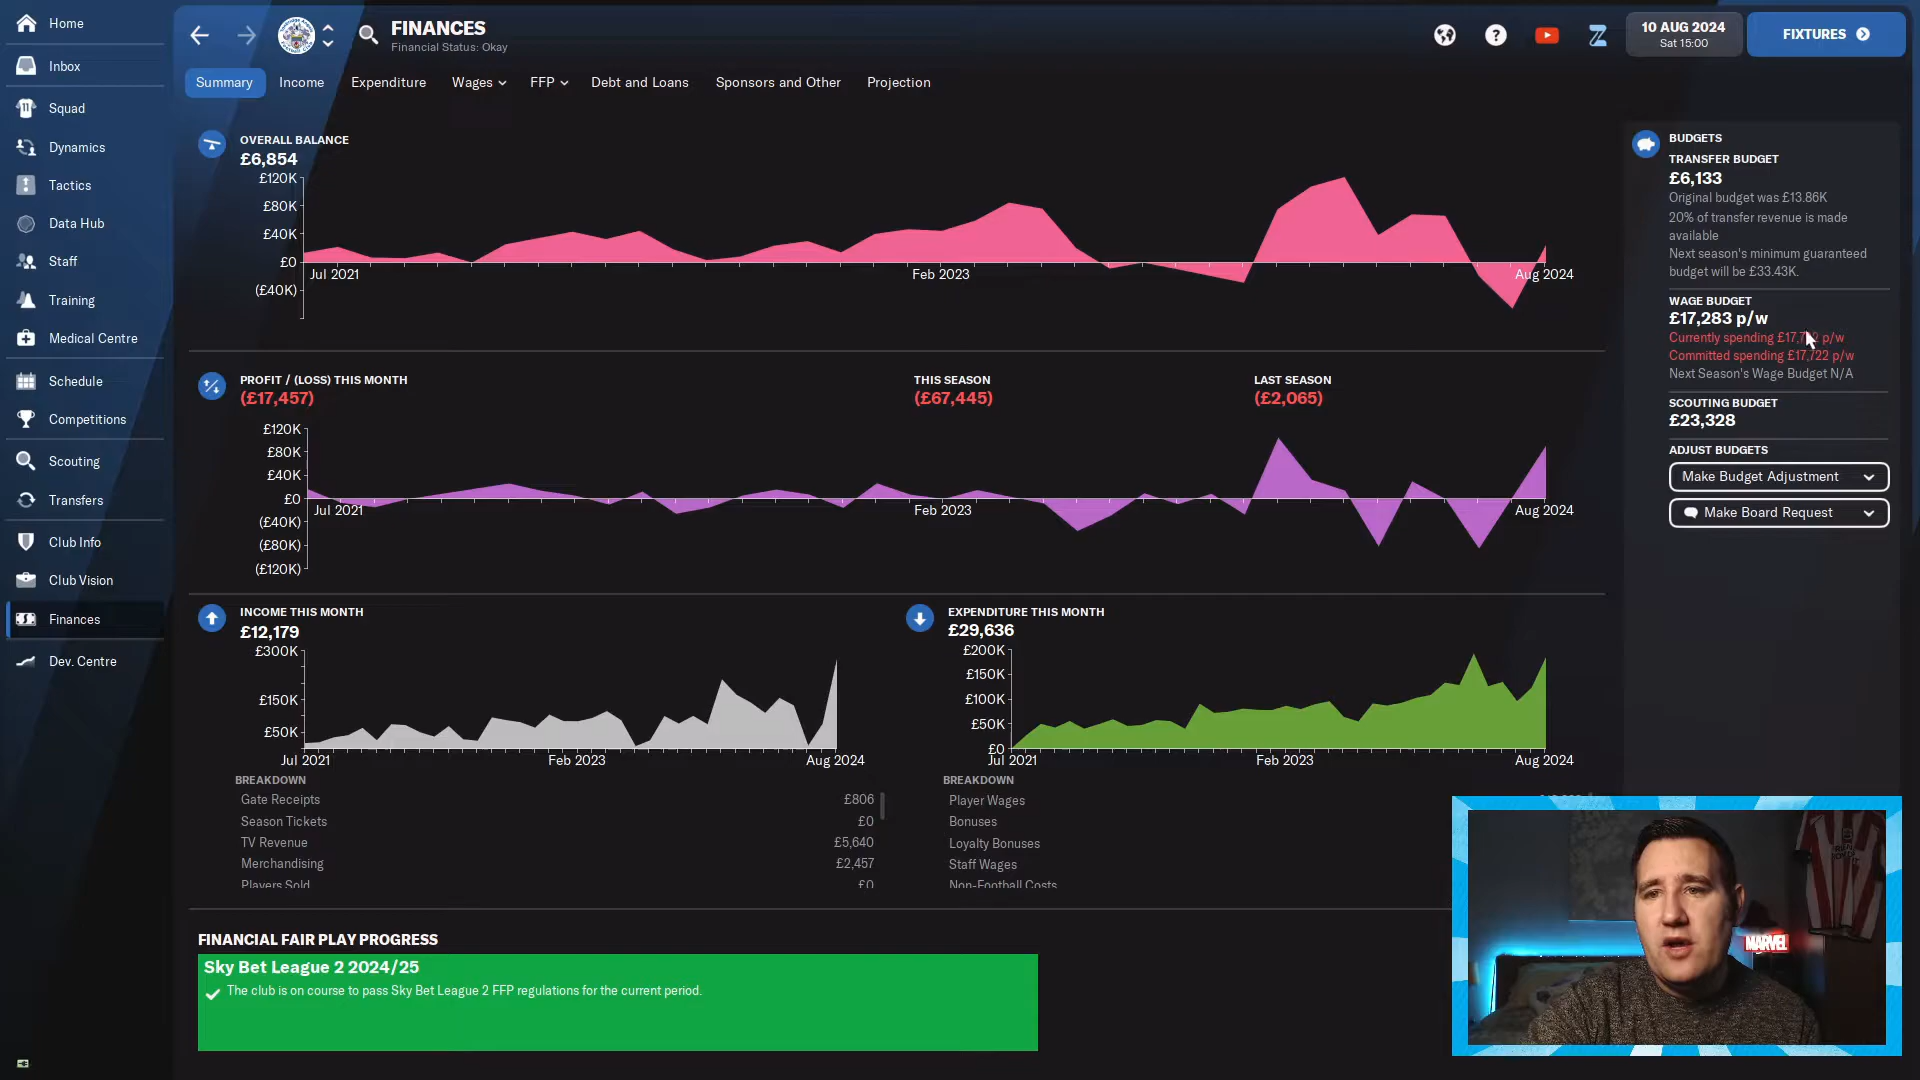 Home
Inbox
Squad
Dynamics
Tactics
Data Hub
Staff
Training
Medical Centre
Schedule
Competitions
Scouting
Transfers
Club Info
Club Vision
Finances
Dev. Centre
FINANCES
Financial Status: Okay
10 AUG 2024
Sat 15:00
FIXTURES
Summary
Income
Expenditure
Wages
FFP
Debt and Loans
Sponsors and Other
Projection
OVERALL BALANCE
£6,854
£120K
£80K
£40K
£0
(£40K)
Jul 2021
Feb 2023
Aug 2024
PROFIT / (LOSS) THIS MONTH
(£17,457)
THIS SEASON
(£67,445)
LAST SEASON
(£2,065)
£120K
£80K
£40K
£0
(£40K)
(£80K)
(£120K)
Jul 2021
Feb 2023
Aug 2024
INCOME THIS MONTH
£12,179
£300K
£150K
£50K
Jul 2021
Feb 2023
Aug 2024
BREAKDOWN
Gate Receipts £806
Season Tickets £0
TV Revenue £5,640
Merchandising £2,457
Players Sold £0
EXPENDITURE THIS MONTH
£29,636
£200K
£150K
£100K
£50K
£0
Jul 2021
Feb 2023
Aug 2024
BREAKDOWN
Player Wages
Bonuses
Loyalty Bonuses
Staff Wages
Non-Football Costs
FINANCIAL FAIR PLAY PROGRESS
Sky Bet League 2 2024/25
The club is on course to pass Sky Bet League 2 FFP regulations for the current period.
BUDGETS
TRANSFER BUDGET
£6,133
Original budget was £13.86K
20% of transfer revenue is made
available
Next season's minimum guaranteed
budget will be £33.43K.
WAGE BUDGET
£17,283 p/w
Currently spending p/w
Committed spending £17,722 p/w
Next Season's Wage Budget N/A
SCOUTING BUDGET
£23,328
ADJUST BUDGETS
Make Budget Adjustment
Make Board Request
MARVEL